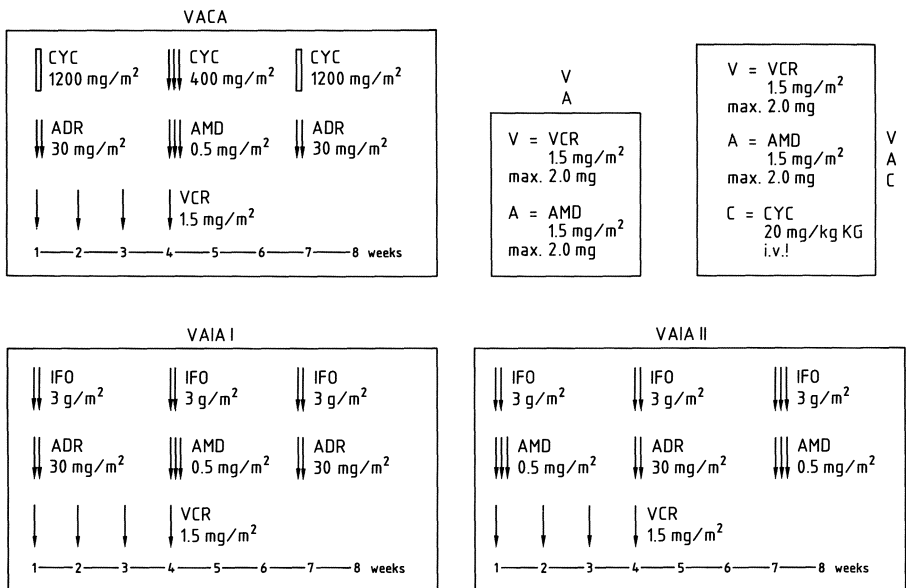 VACA
CYC CYC CYC
1200 mg/m² 400 mg/m² 1200 mg/m²
ADR AMD ADR
30 mg/m² 0.5 mg/m² 30 mg/m²
VCR
1.5 mg/m²
1 2 3 4 5 6 7 8 weeks
V
A
V = VCR
1.5 mg/m²
max. 2.0 mg
A = AMD
1.5 mg/m²
max. 2.0 mg
V = VCR
1.5 mg/m²
max. 2.0 mg
A = AMD
1.5 mg/m²
max. 2.0 mg
C = CYC
20 mg/kg KG
i.v.!
V
A
C
VAIA I
IFO IFO IFO
3 g/m² 3 g/m² 3 g/m²
ADR AMD ADR
30 mg/m² 0.5 mg/m² 30 mg/m²
VCR
1.5 mg/m²
1 2 3 4 5 6 7 8 weeks
VAIA II
IFO IFO IFO
3 g/m² 3 g/m² 3 g/m²
AMD ADR AMD
0.5 mg/m² 30 mg/m² 0.5 mg/m²
VCR
1.5 mg/m²
1 2 3 4 5 6 7 8 weeks